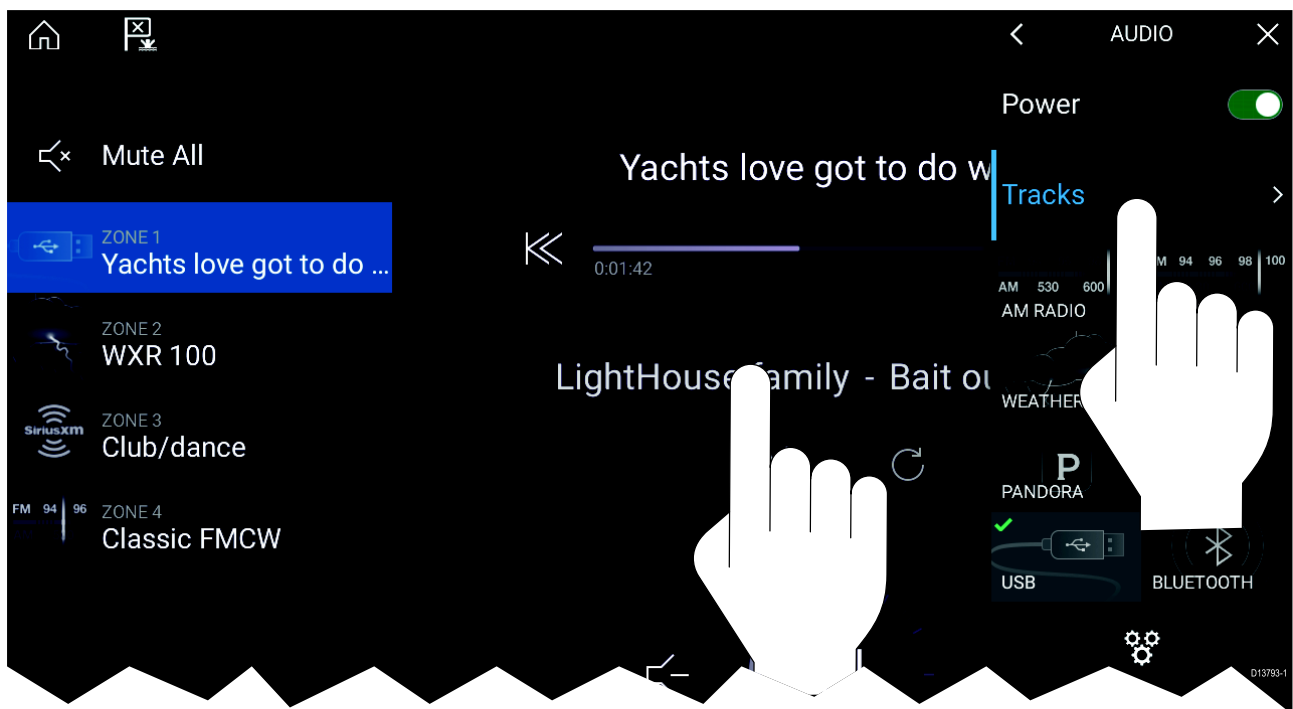 AUDIO
Power
Mute All
Yachts love got to do w
Tracks
ZONE 1
Yachts love got to do ...
0:01:42
M 94 96 98 100
AM 530 600
AM RADIO
ZONE 2
WXR 100
LightHouse family - Bait ou
WEATHER
SiriusXm
ZONE 3
Club/dance
P
PANDORA
FM 94 96
ZONE 4
Classic FMCW
USB
BLUETOOTH
D13793-1